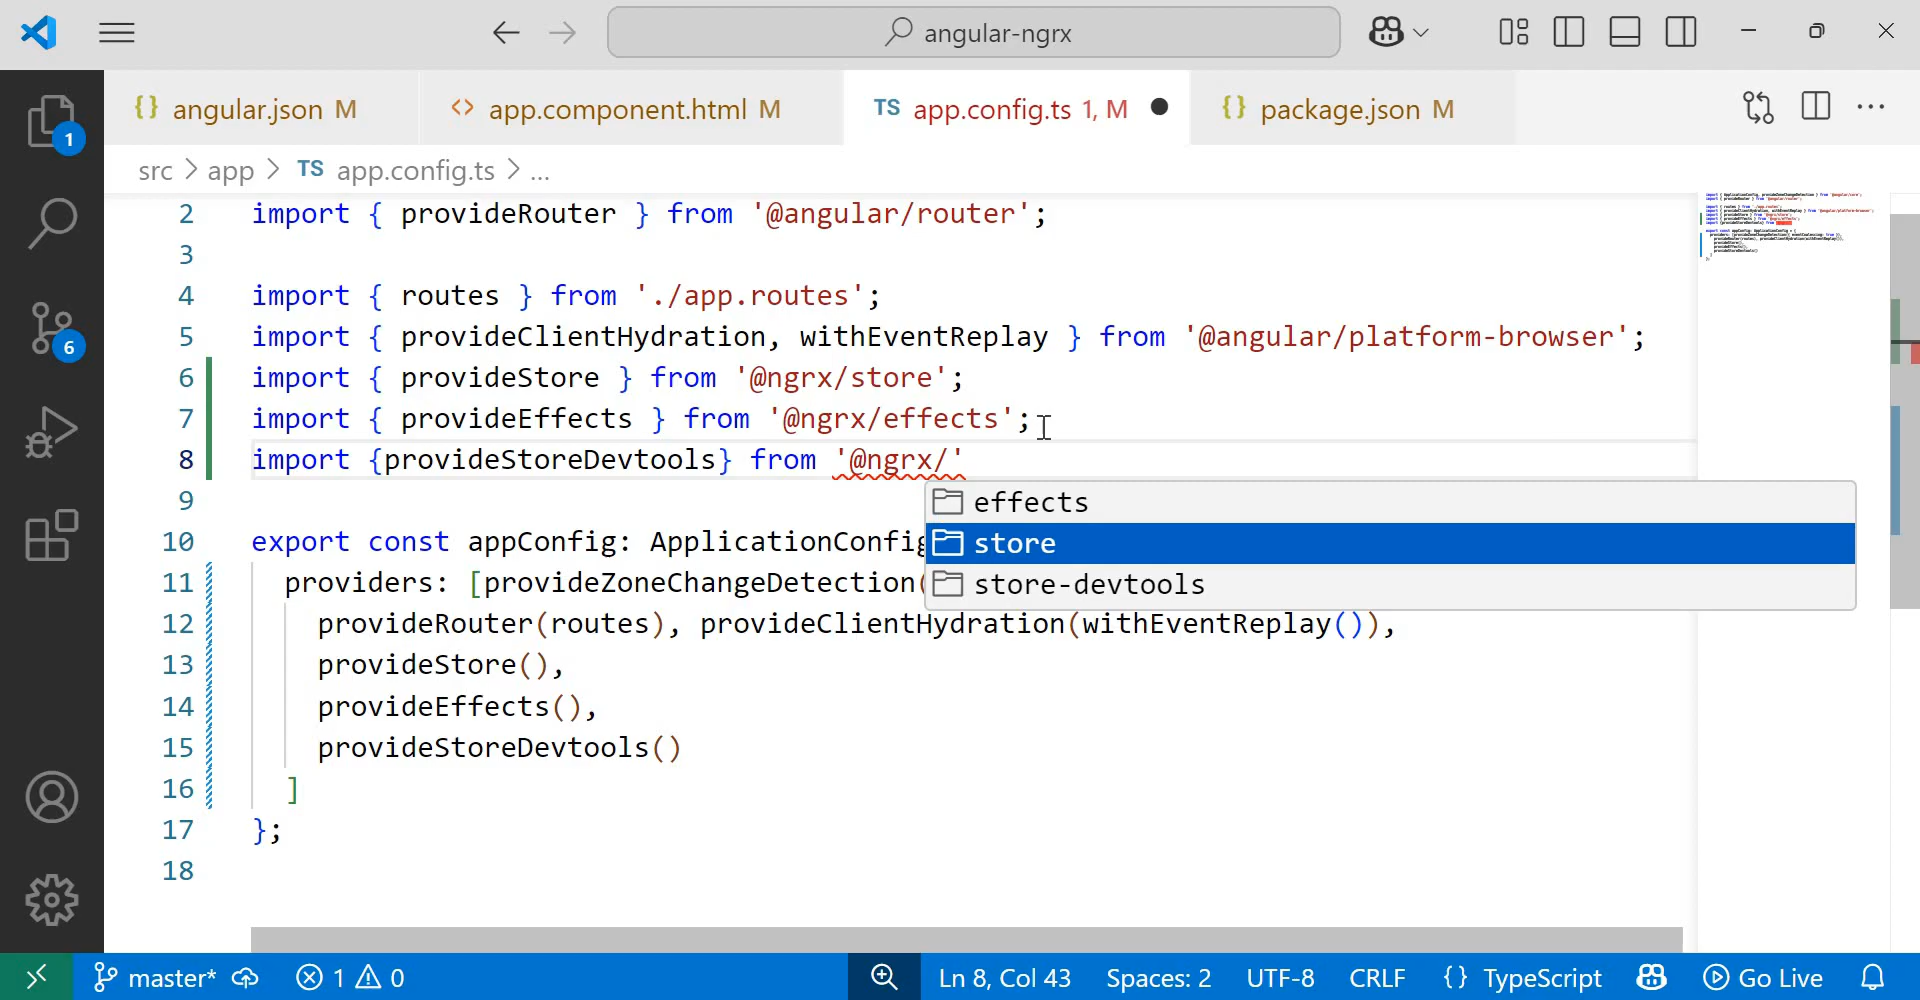 angular-ngrx
{} angular.json M
<> app.component.html M
TS app.config.ts 1, M
{} package.json M
1
src > app > TS app.config.ts > ...
2 import { provideRouter } from '@angular/router';
3
4 import { routes } from './app.routes';
5 import { provideClientHydration, withEventReplay } from '@angular/platform-browser';
6 import { provideStore } from '@ngrx/store';
7 import { provideEffects } from '@ngrx/effects';
8 import {provideStoreDevtools} from '@ngrx/'
effects
store
store-devtools
9
10 export const appConfig: ApplicationConfig
11 providers: [provideZoneChangeDetection(
12 provideRouter(routes), provideClientHydration(withEventReplay()),
13 provideStore(),
14 provideEffects(),
15 provideStoreDevtools()
16 ]
17 };
18
6
master* 1 0 Ln 8, Col 43 Spaces: 2 UTF-8 CRLF {} TypeScript Go Live